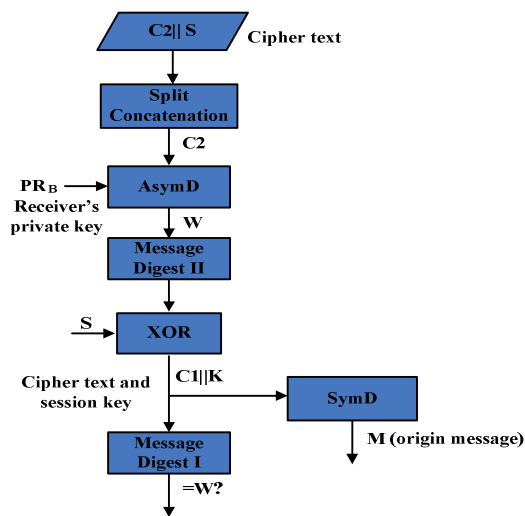 C2|| S
Cipher text
Split
Concatenation
C2
PRB
Receiver's
private key
AsymD
W
Message
Digest II
S
XOR
Cipher text and
session key
C1||K
SymD
Message
Digest I
M (origin message)
=W?